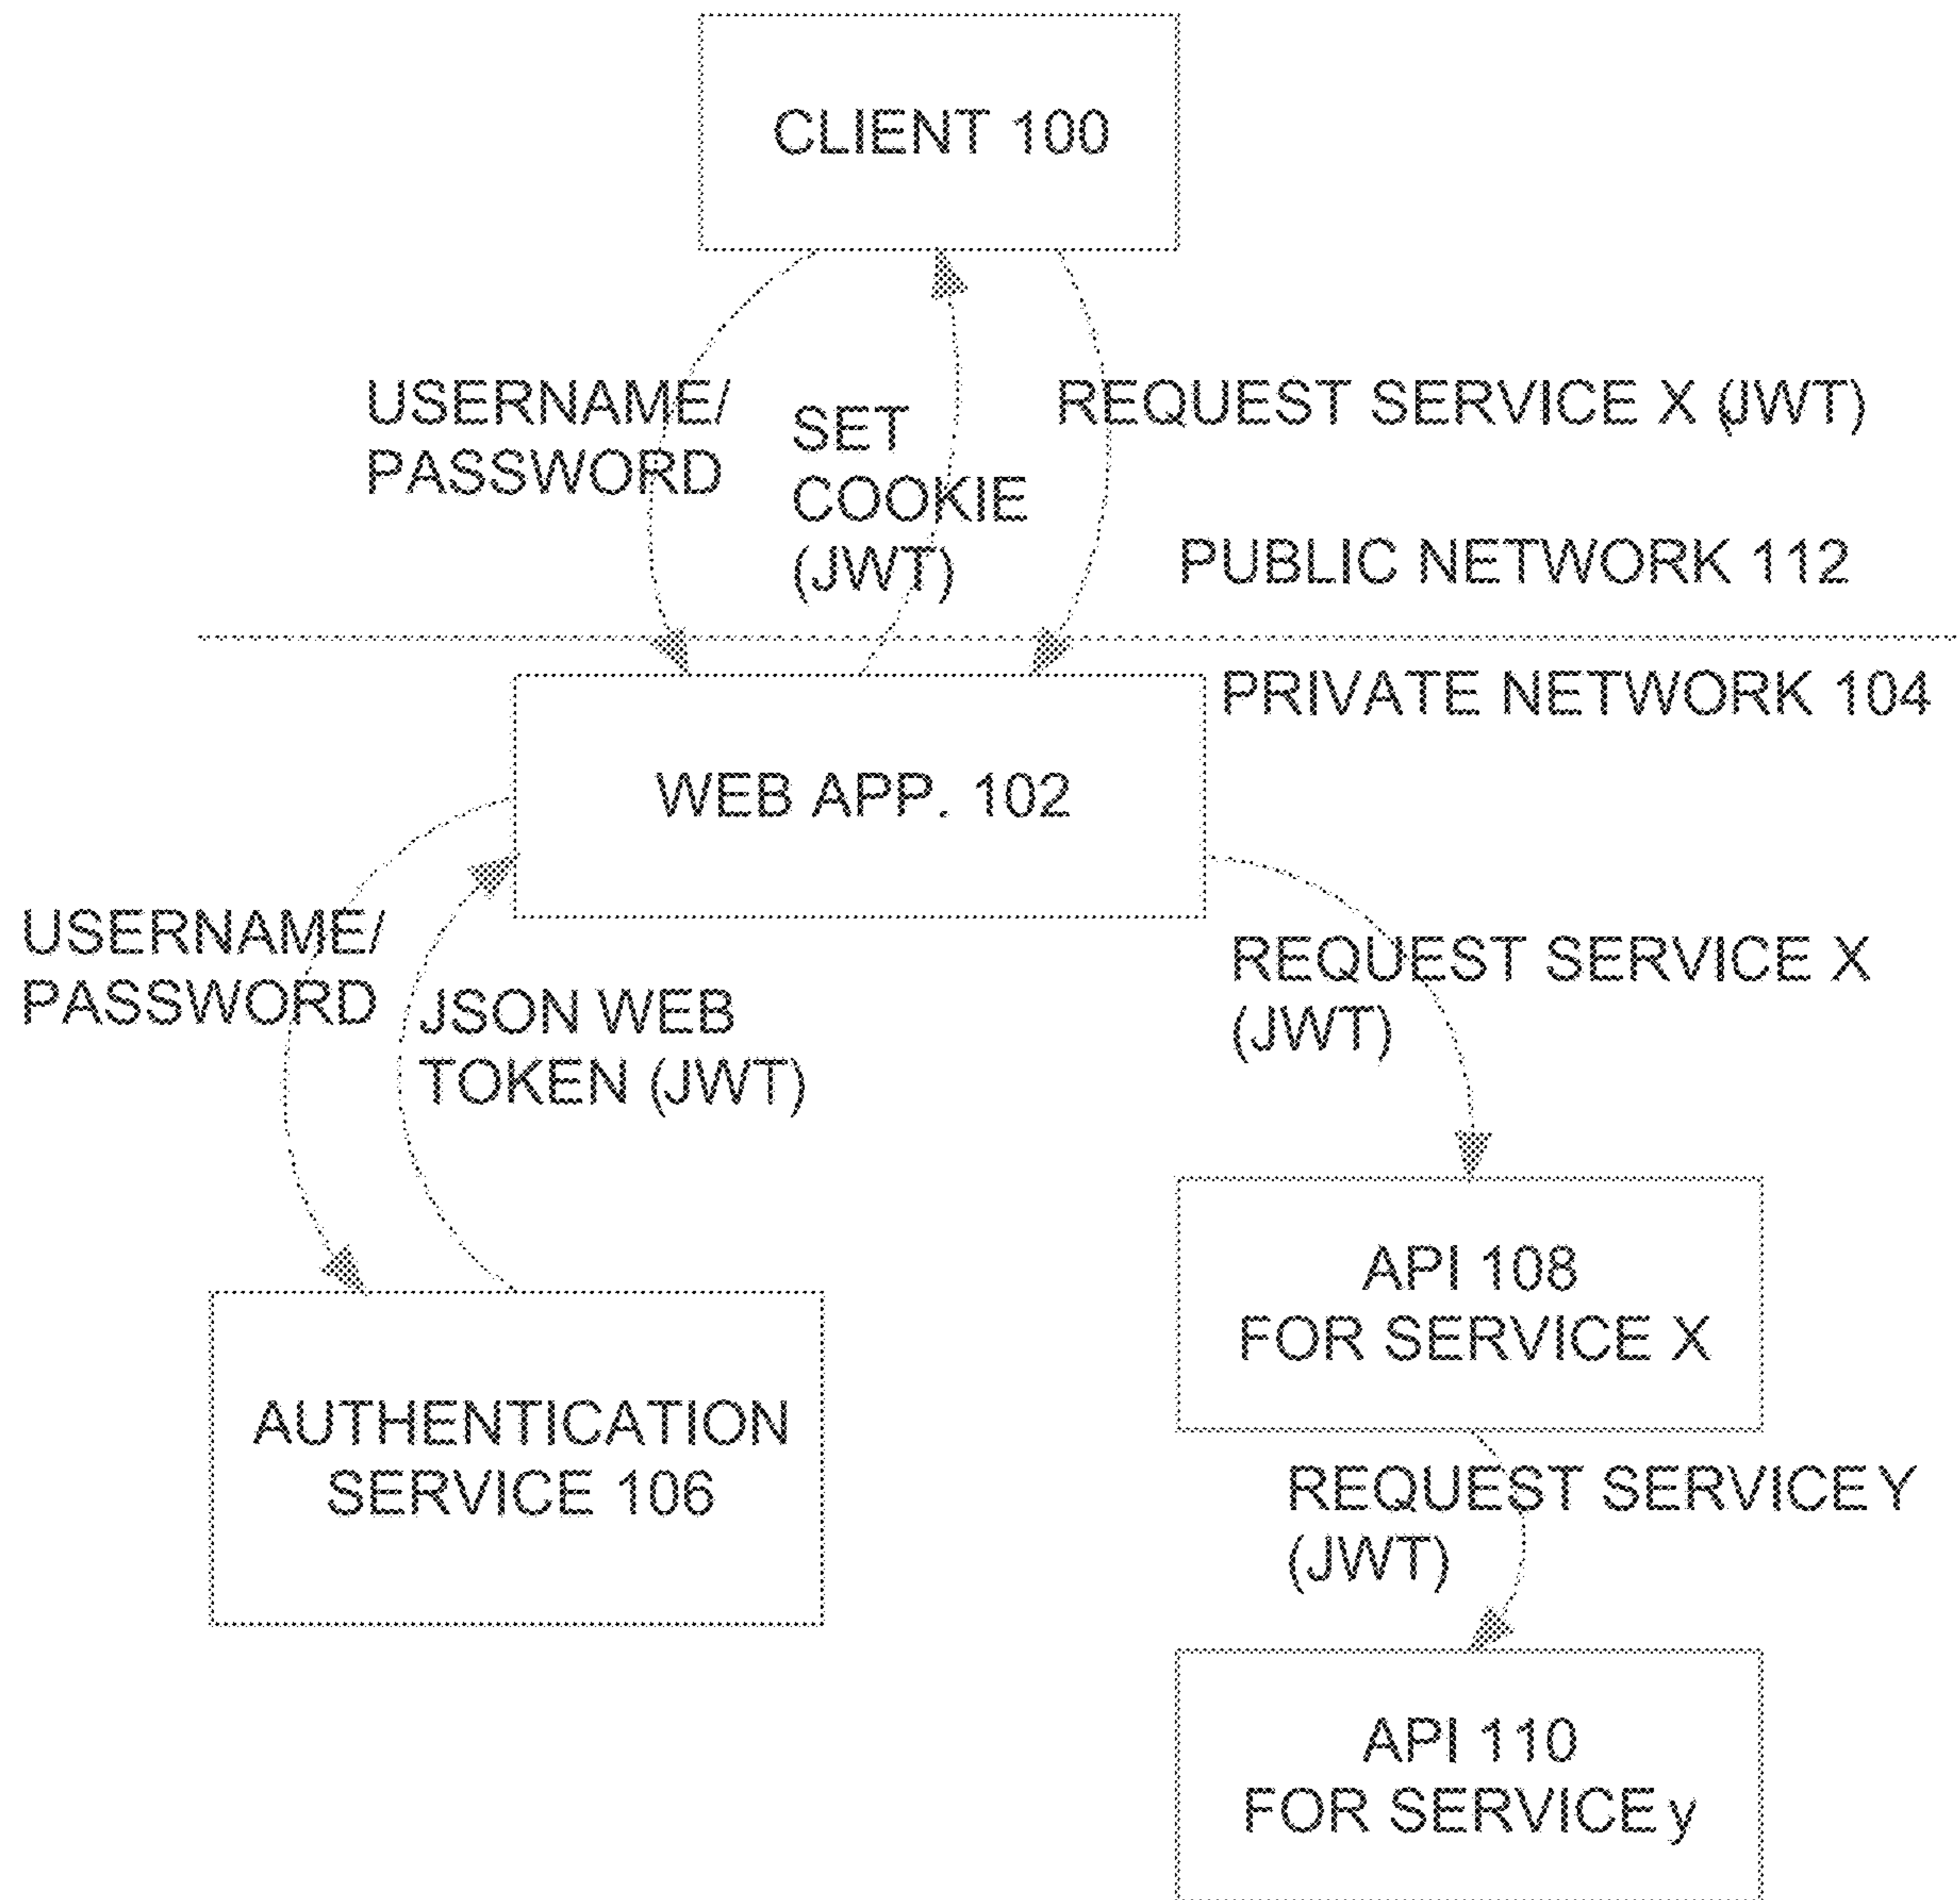 CLIENT 100
USERNAME/
PASSWORD
SET
COOKIE
(JWT)
REQUEST SERVICE X (JWT)
PUBLIC NETWORK 112
PRIVATE NETWORK 104
WEB APP. 102
USERNAME/
PASSWORD
JSON WEB
TOKEN (JWT)
REQUEST SERVICE X
(JWT)
API 108
FOR SERVICE X
AUTHENTICATION
SERVICE 106
REQUEST SERVICE Y
(JWT)
API 110
FOR SERVICE y